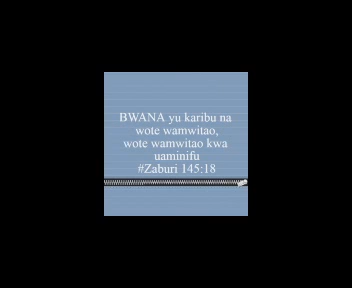 BWANA yu karibu na
wote wamwitao,
wote wamwitao kwa
uaminifu
#Zaburi 145:18